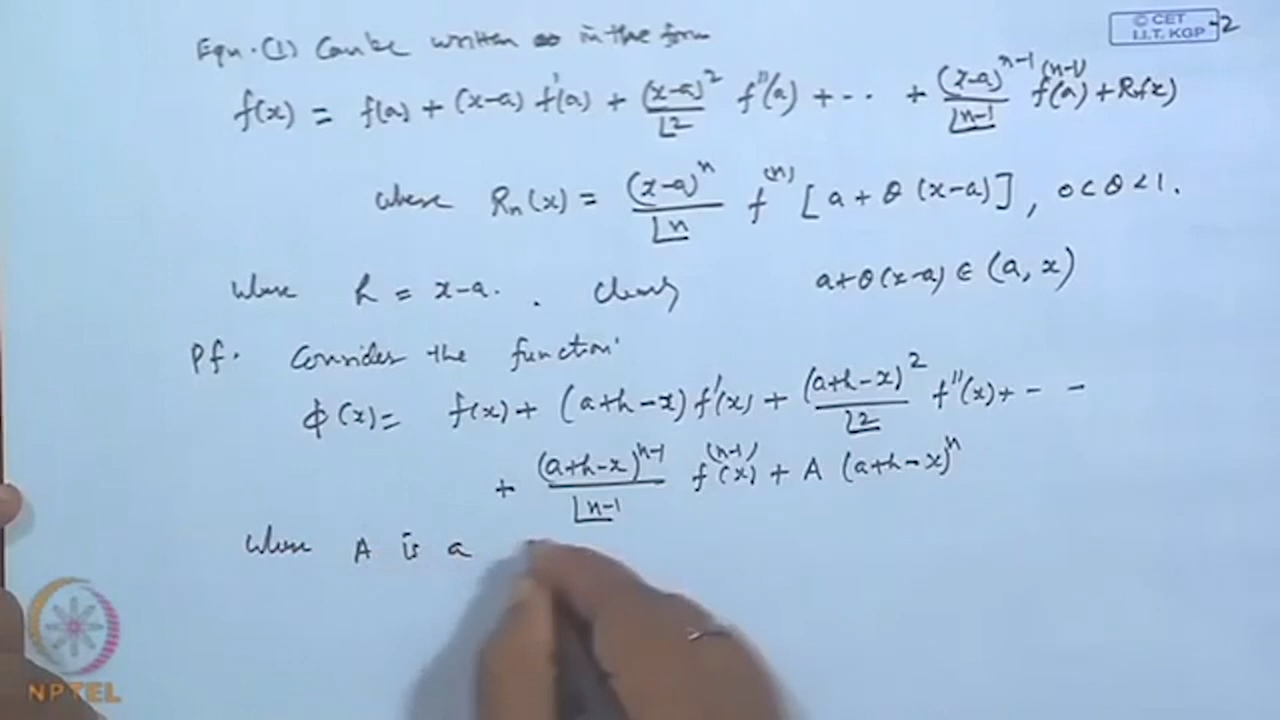 © CET
I.I.T. KGP
-2
Eqn. (1) Can be written as in the form
f(x) = f(a) + (x-a) f'(a) + (x-a)²/⌊2 f''(a) + -- + (x-a)ⁿ⁻¹/⌊n-1 f⁽ⁿ⁻¹⁾(a) + Rₙ(x)
where Rₙ(x) = (x-a)ⁿ/⌊n f⁽ⁿ⁾ [a + θ (x-a)], 0<θ<1.
where h = x-a. Clearly a+θ(x-a) ∈ (a, x)
Pf. Consider the function
ϕ(x) = f(x) + (a+h-x) f'(x) + (a+h-x)²/⌊2 f''(x) + - -
+ (a+h-x)ⁿ⁻¹/⌊n-1 f⁽ⁿ⁻¹⁾(x) + A (a+h-x)ⁿ
where A is a
NPTEL